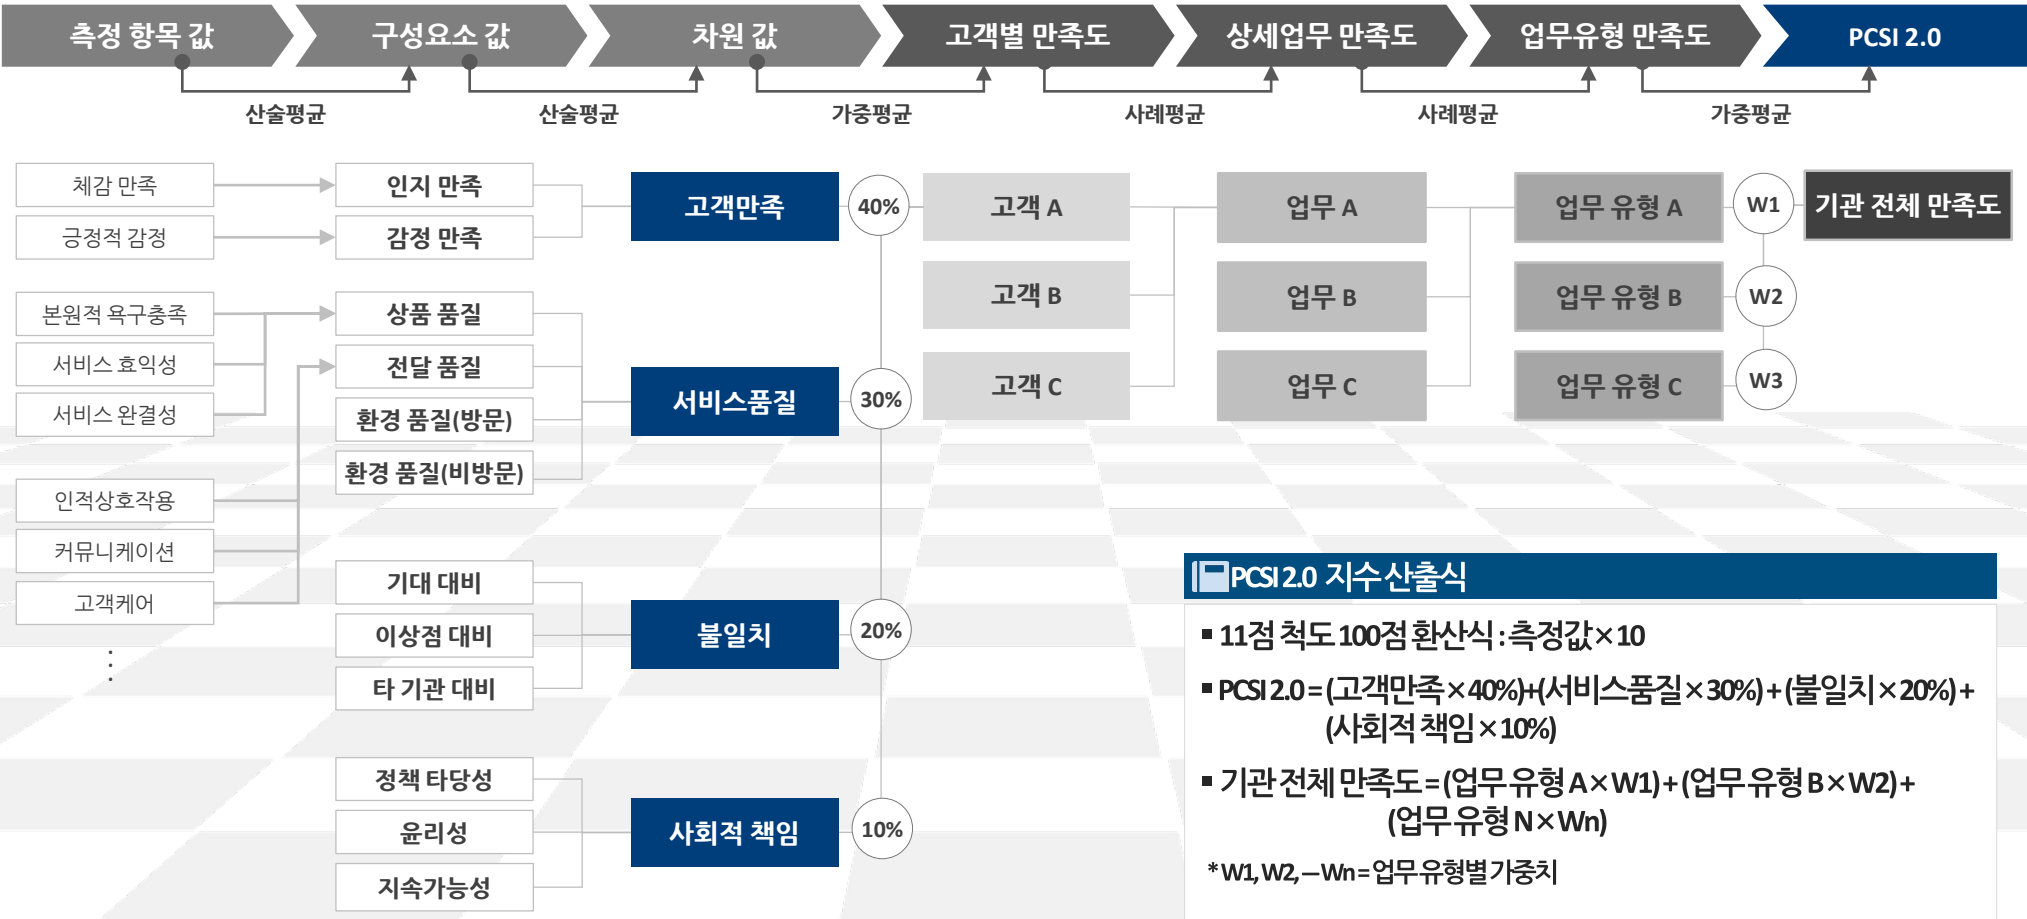 측정 항목 값
구성요소 값
차원 값
고객별 만족도
상세업무 만족도
업무유형 만족도
PCSI 2.0
산술평균
산술평균
가중평균
사례평균
사례평균
가중평균
체감 만족
긍정적 감정
본원적 욕구충족
서비스 효익성
서비스 완결성
인적상호작용
커뮤니케이션
고객케어
⋮
인지 만족
감정 만족
상품 품질
전달 품질
환경 품질(방문)
환경 품질(비방문)
기대 대비
이상점 대비
타 기관 대비
정책 타당성
윤리성
지속가능성
고객만족
서비스품질
불일치
사회적 책임
40%
30%
20%
10%
고객 A
고객 B
고객 C
업무 A
업무 B
업무 C
업무 유형 A
업무 유형 B
업무 유형 C
W1
W2
W3
기관 전체 만족도
PCSI 2.0 지수 산출식
▪ 11점 척도 100점 환산식 : 측정값 × 10
▪ PCSI 2.0 = (고객만족 × 40%)+(서비스품질 × 30%) + (불일치 × 20%) +
(사회적 책임 × 10%)
▪ 기관 전체 만족도 = (업무 유형 A × W1) + (업무 유형 B × W2) +
(업무 유형 N × Wn)
* W1, W2, — Wn = 업무 유형별 가중치